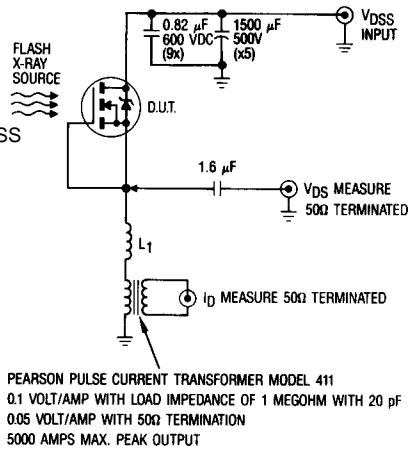 0.82 μF
600 VDC
(9x)
1500 μF
500V
(x5)
VDSS
INPUT
FLASH
X-RAY
SOURCE
D.U.T.
SS
1.6 μF
VDS MEASURE
50Ω TERMINATED
L1
ID MEASURE 50Ω TERMINATED
PEARSON PULSE CURRENT TRANSFORMER MODEL 411
0.1 VOLT/AMP WITH LOAD IMPEDANCE OF 1 MEGOHM WITH 20 pF
0.05 VOLT/AMP WITH 50Ω TERMINATION
5000 AMPS MAX. PEAK OUTPUT